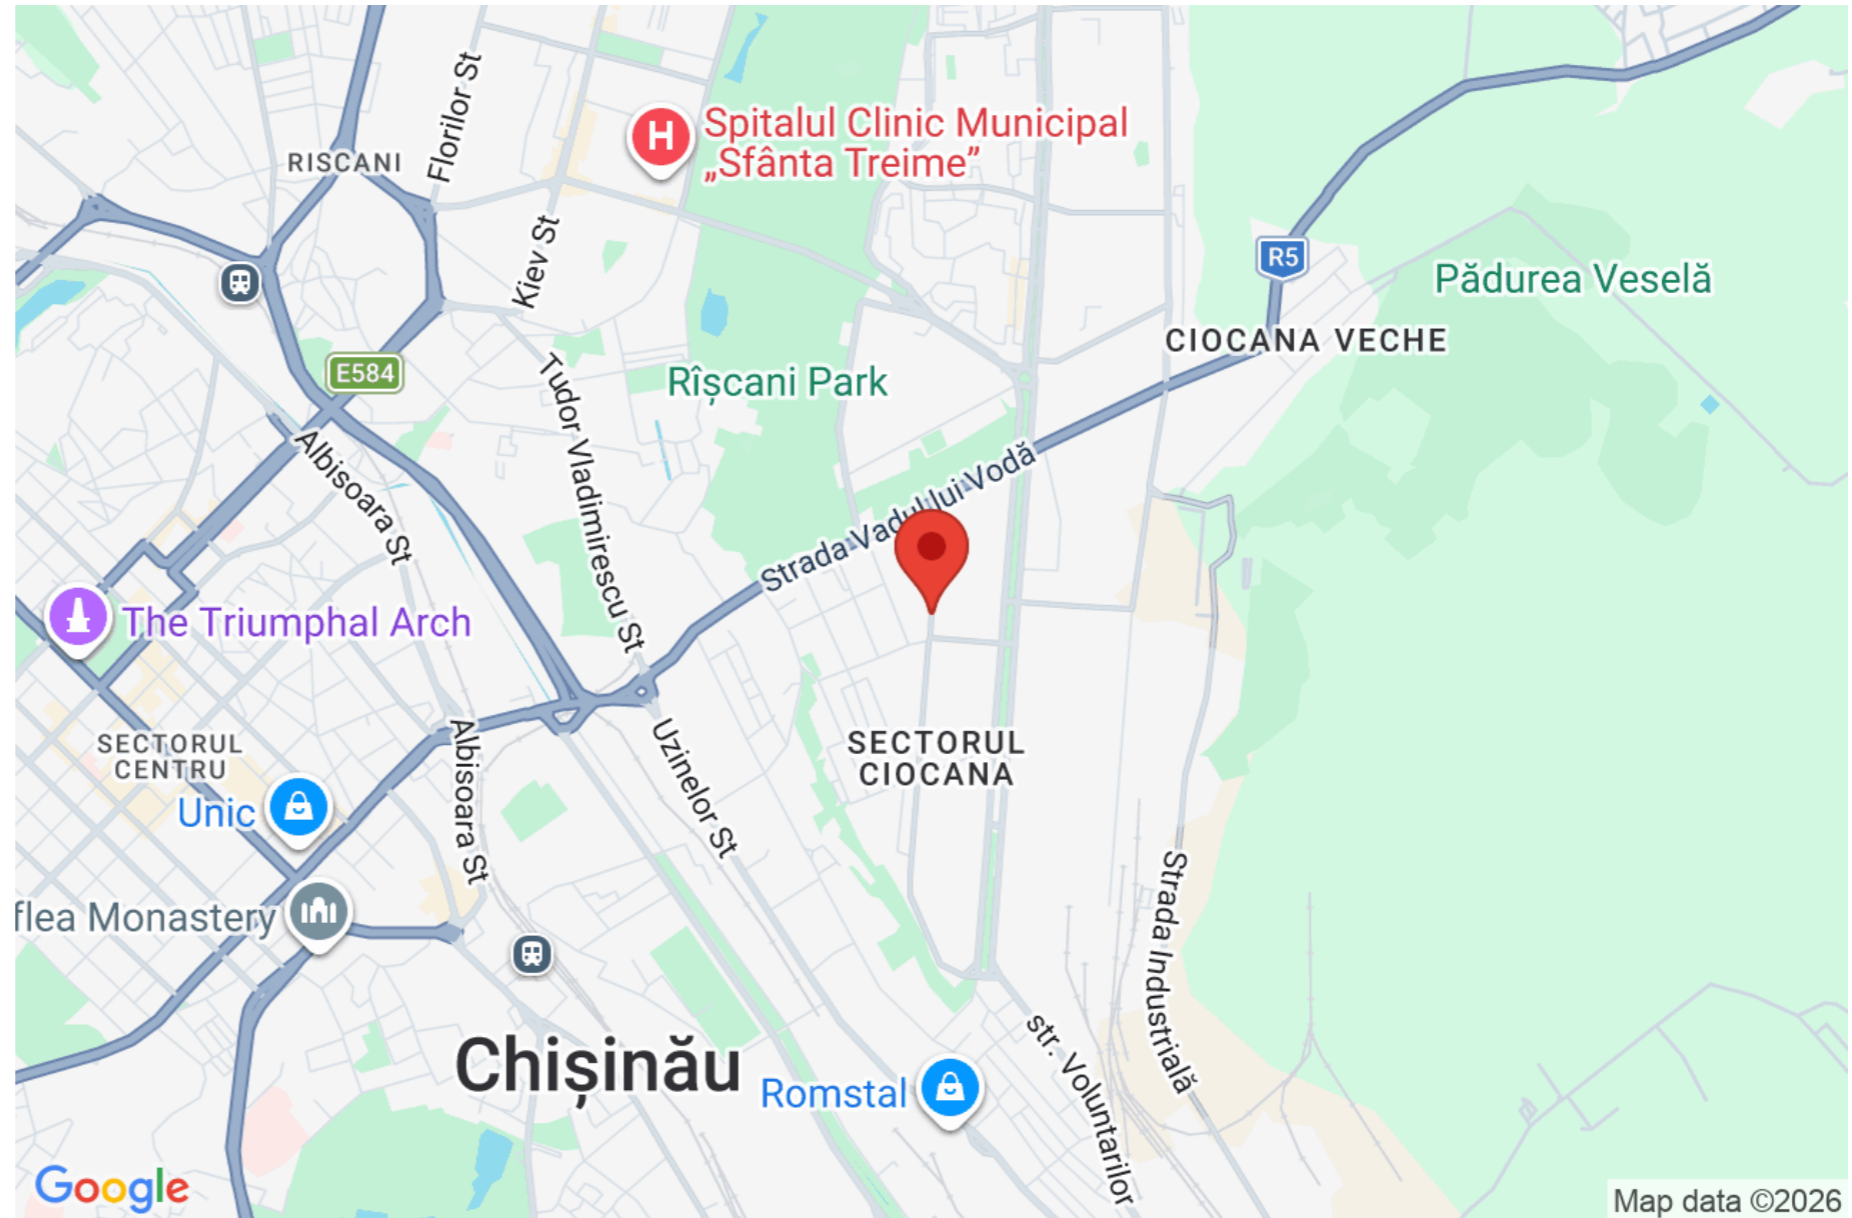 Florilor St
Spitalul Clinic Municipal
„Sfânta Treime”
RISCANI
Kiev St
R5
Pădurea Veselă
CIOCANA VECHE
E584
Rîșcani Park
Tudor Vladimirescu St
Albisoara St
Strada Vadul lui Vodă
The Triumphal Arch
SECTORUL
CENTRU
Albisoara St
Uzinelor St
SECTORUL
CIOCANA
Unic
Strada Industrială
flea Monastery
Chișinău
Romstal
str. Voluntarilor
Google
Map data ©2026
H